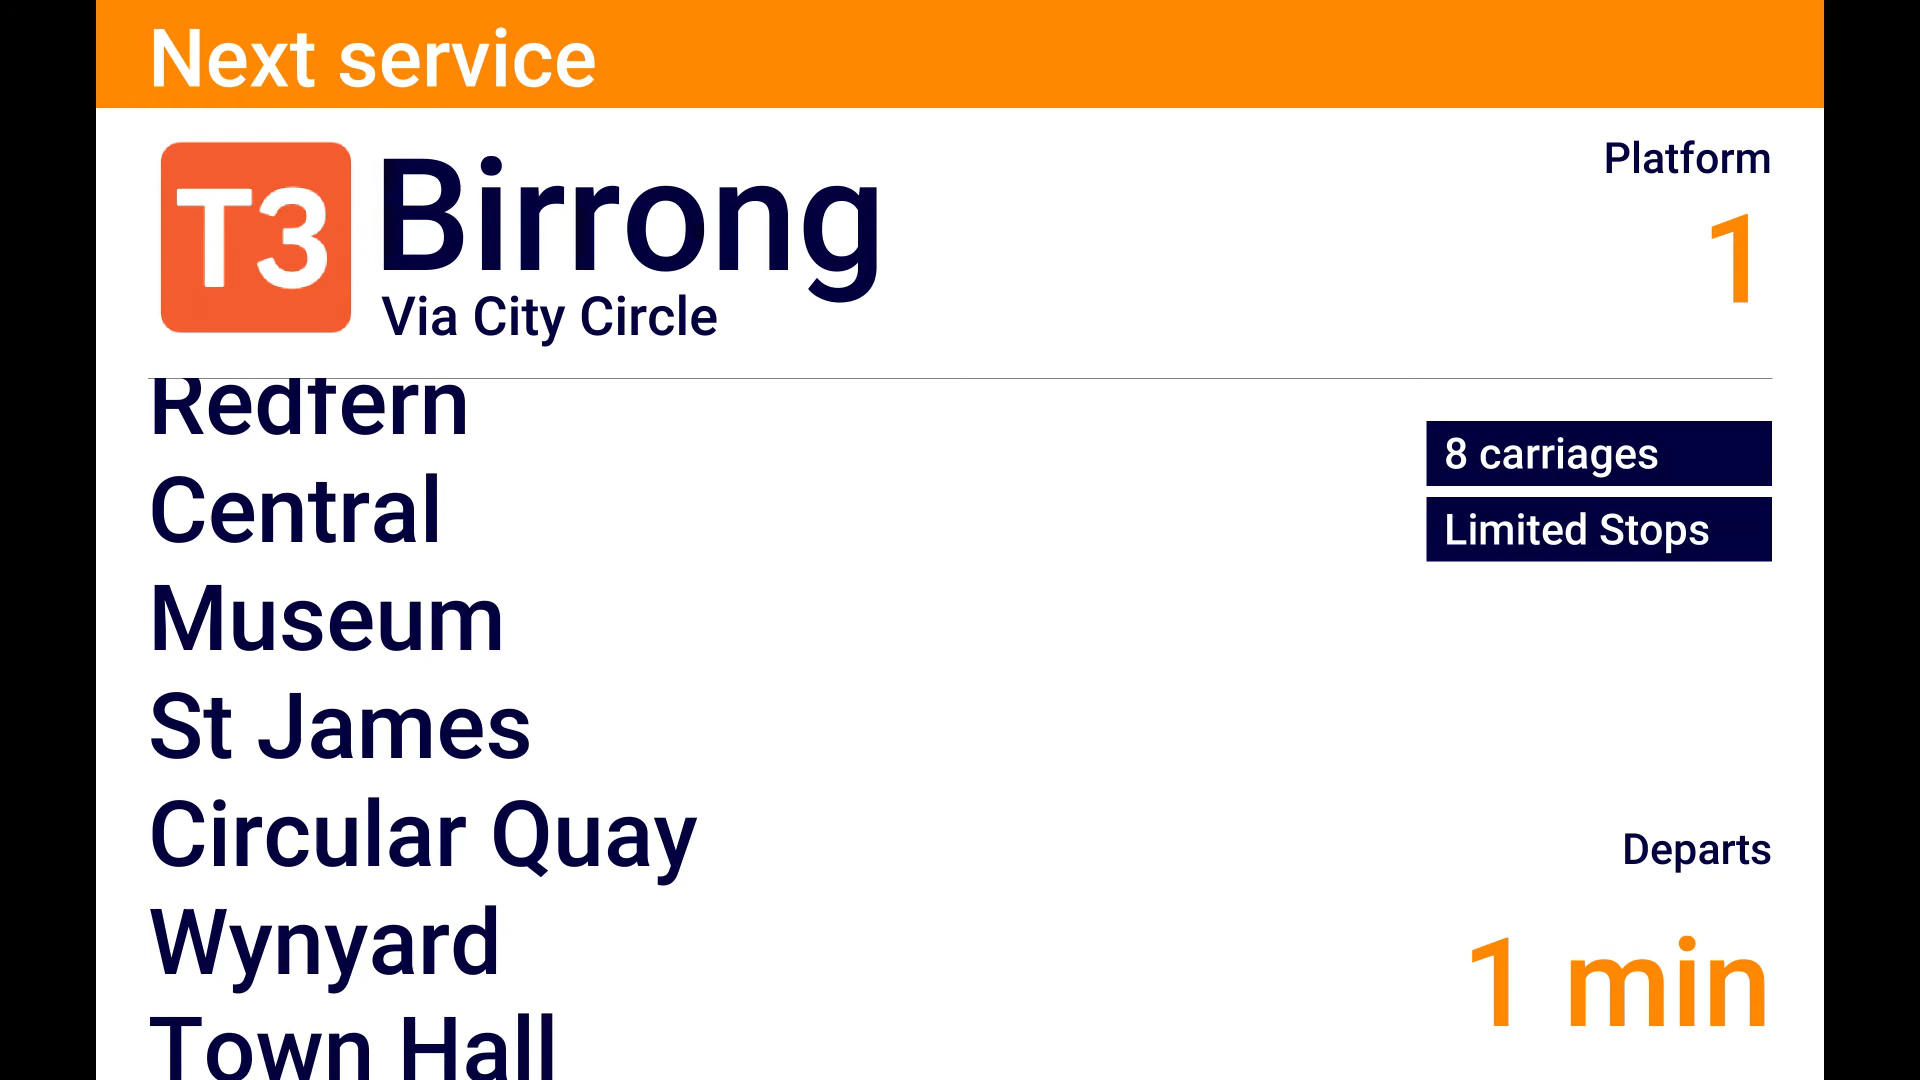 Next service
T3
Birrong
Via City Circle
Platform
1
Redfern
Central
Museum
St James
Circular Quay
Wynyard
Town Hall
8 carriages
Limited Stops
Departs
1 min